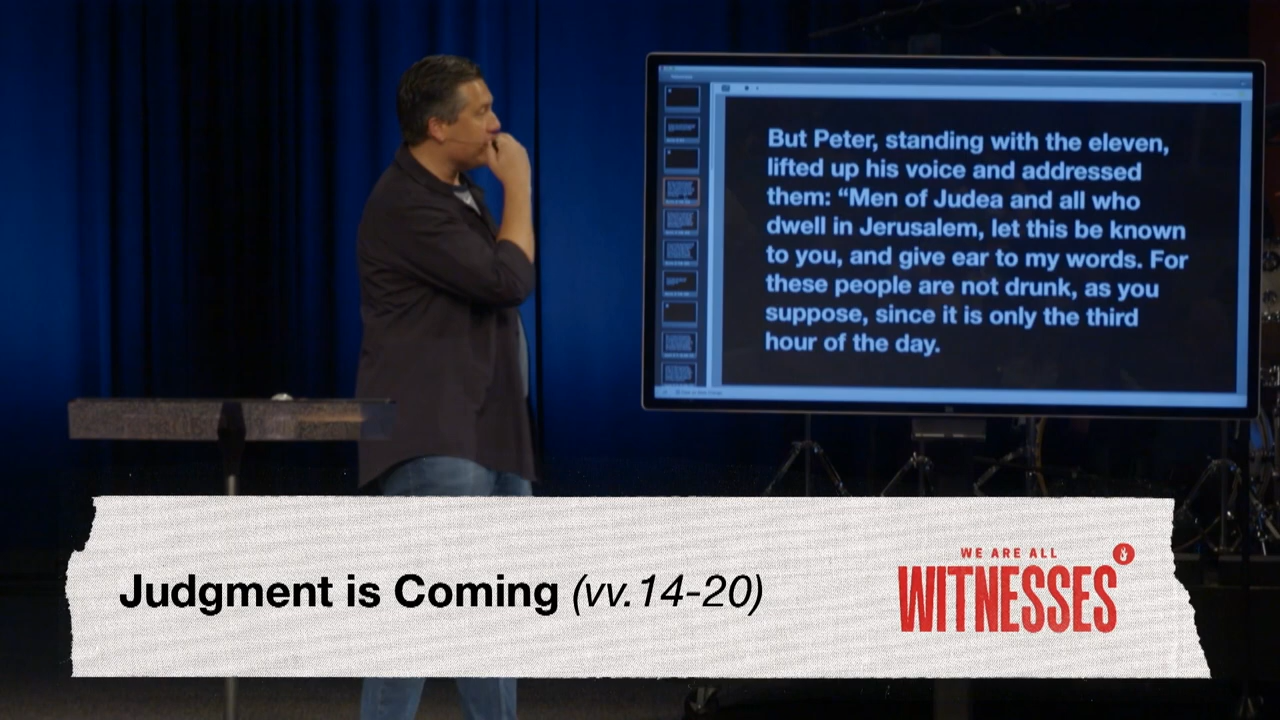 But Peter, standing with the eleven,
lifted up his voice and addressed
them: “Men of Judea and all who
dwell in Jerusalem, let this be known
to you, and give ear to my words. For
these people are not drunk, as you
suppose, since it is only the third
hour of the day.
Judgment is Coming (vv.14-20)
WE ARE ALL
WITNESSES